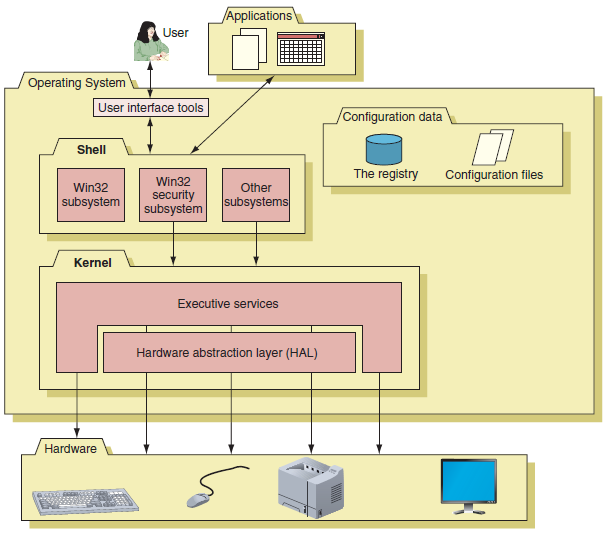 Applications
User
Operating System
User interface tools
Configuration data
Shell
The registry
Configuration files
Win32
subsystem
Win32
security
subsystem
Other
subsystems
Kernel
Executive services
Hardware abstraction layer (HAL)
Hardware